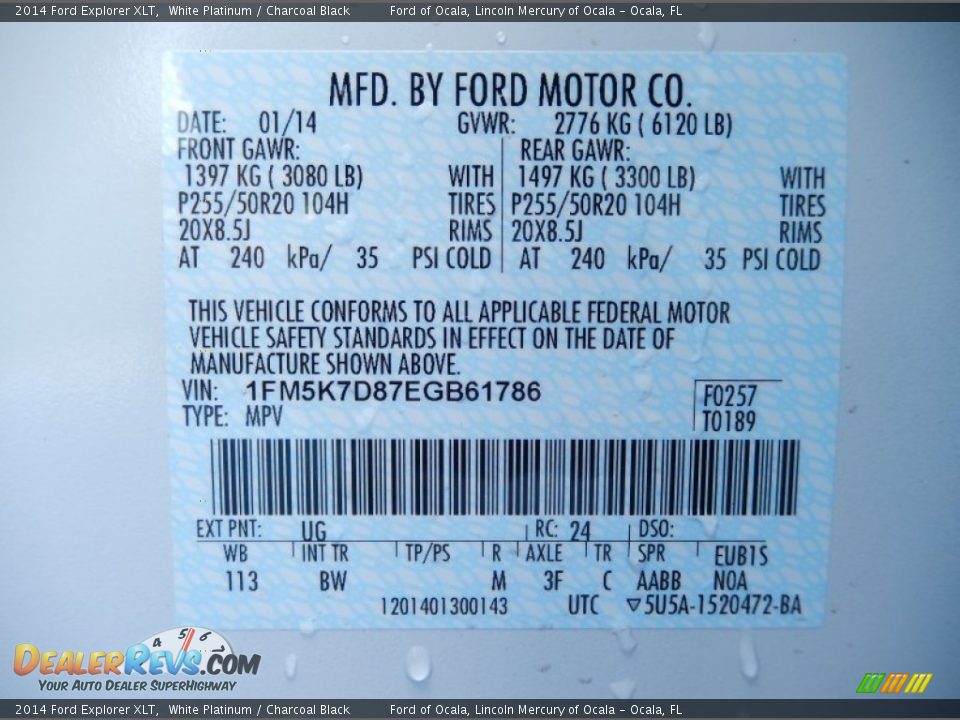 2014 Ford Explorer XLT, White Platinum / Charcoal Black Ford of Ocala, Lincoln Mercury of Ocala - Ocala, FL
MFD. BY FORD MOTOR CO.
DATE: 01/14 GVWR: 2776 KG ( 6120 LB)
FRONT GAWR: REAR GAWR:
1397 KG ( 3080 LB) WITH 1497 KG ( 3300 LB) WITH
P255/50R20 104H TIRES P255/50R20 104H TIRES
20X8.5J RIMS 20X8.5J RIMS
AT 240 kPa/ 35 PSI COLD AT 240 kPa/ 35 PSI COLD
THIS VEHICLE CONFORMS TO ALL APPLICABLE FEDERAL MOTOR
VEHICLE SAFETY STANDARDS IN EFFECT ON THE DATE OF
MANUFACTURE SHOWN ABOVE.
VIN: 1FM5K7D87EGB61786 F0257
TYPE: MPV T0189
EXT PNT: UG RC: 24 DSO:
WB INT TR TP/PS R AXLE TR SPR EUB1S
113 BW M 3F C AABB NOA
1201401300143 UTC ▽5U5A-1520472-BA
4 5 6
DEALERREVS.COM
YOUR AUTO DEALER SUPERHIGHWAY
2014 Ford Explorer XLT, White Platinum / Charcoal Black Ford of Ocala, Lincoln Mercury of Ocala - Ocala, FL